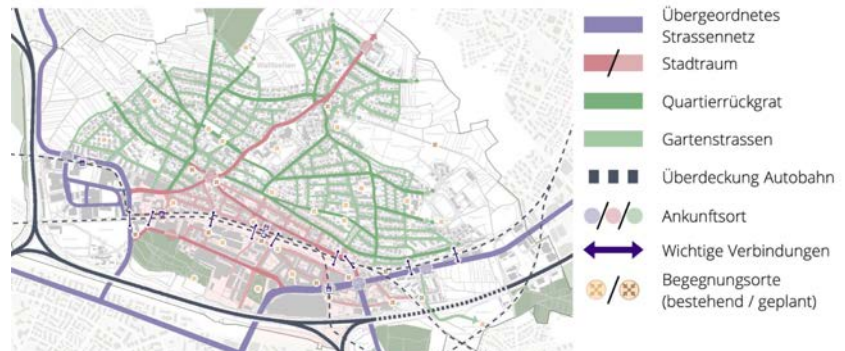 Übergeordnetes
Strassennetz
Stadtraum
Quartierrückgrat
Gartenstrassen
Überdeckung Autobahn
Ankunftsort
Wichtige Verbindungen
Begegnungsorte
(bestehend / geplant)